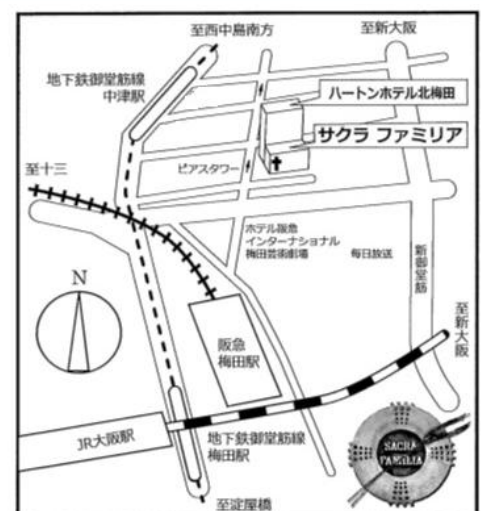 至西中島南方
至新大阪
地下鉄御堂筋線
中津駅
ハートンホテル北梅田
サクラ ファミリア
ピアスタワー
至十三
ホテル阪急
インターナショナル
梅田芸術劇場
毎日放送
新御堂筋
N
至新大阪
阪急
梅田駅
JR大阪駅
地下鉄御堂筋線
梅田駅
SACRA
FAMILIA
至淀屋橋